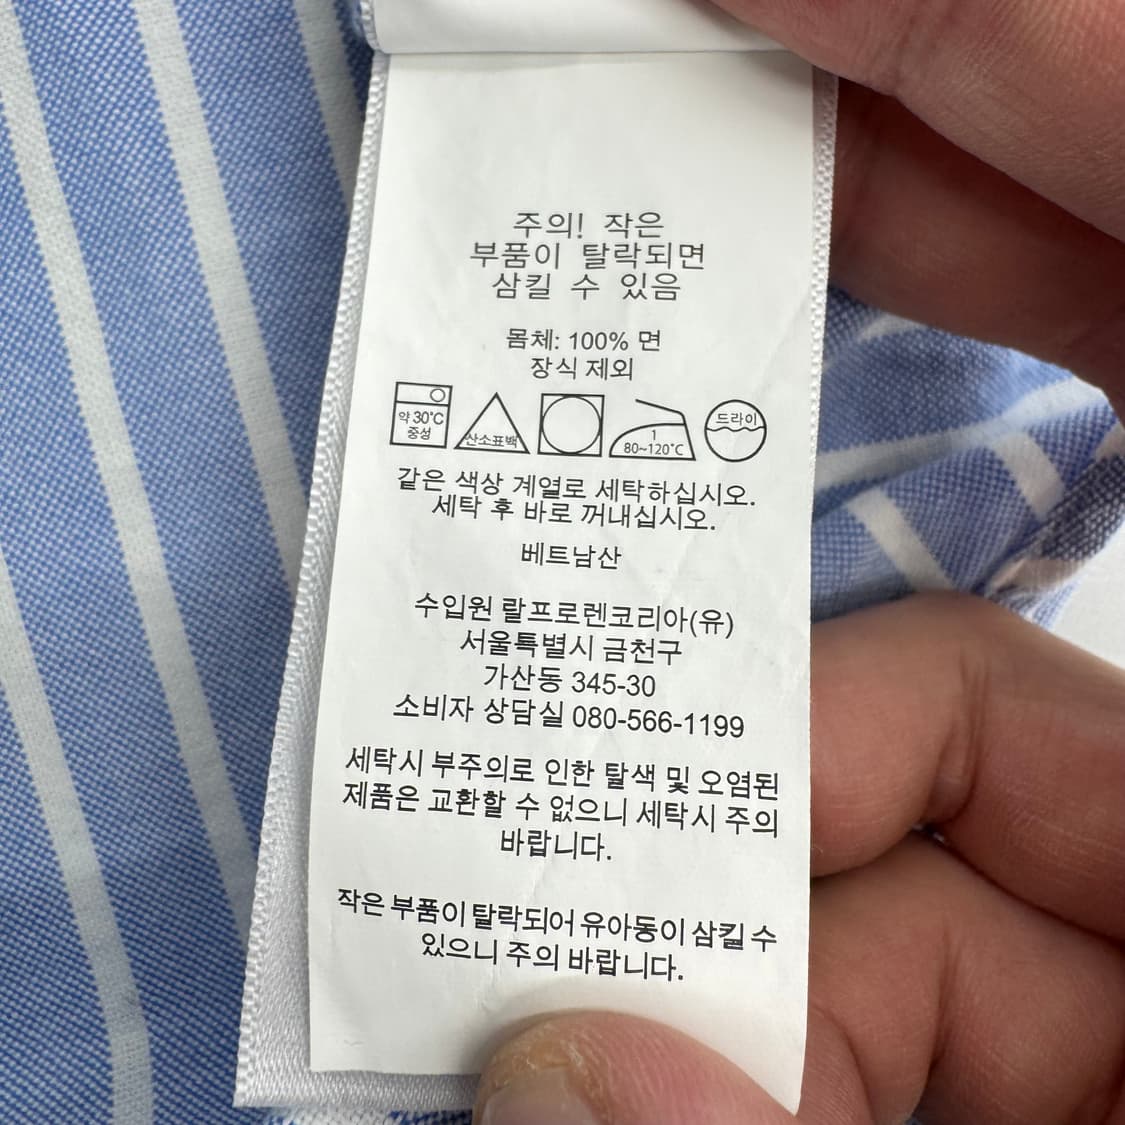 주의! 작은
부품이 탈락되면
삼킬 수 있음
몸체: 100% 면
장식 제외
약 30℃
중성
산소표백
1
80~120℃
드라이
같은 색상 계열로 세탁하십시오.
세탁 후 바로 꺼내십시오.
베트남산
수입원 랄프로렌코리아(유)
서울특별시 금천구
가산동 345-30
소비자 상담실 080-566-1199
세탁시 부주의로 인한 탈색 및 오염된
제품은 교환할 수 없으니 세탁시 주의
바랍니다.
작은 부품이 탈락되어 유아동이 삼킬 수
있으니 주의 바랍니다.